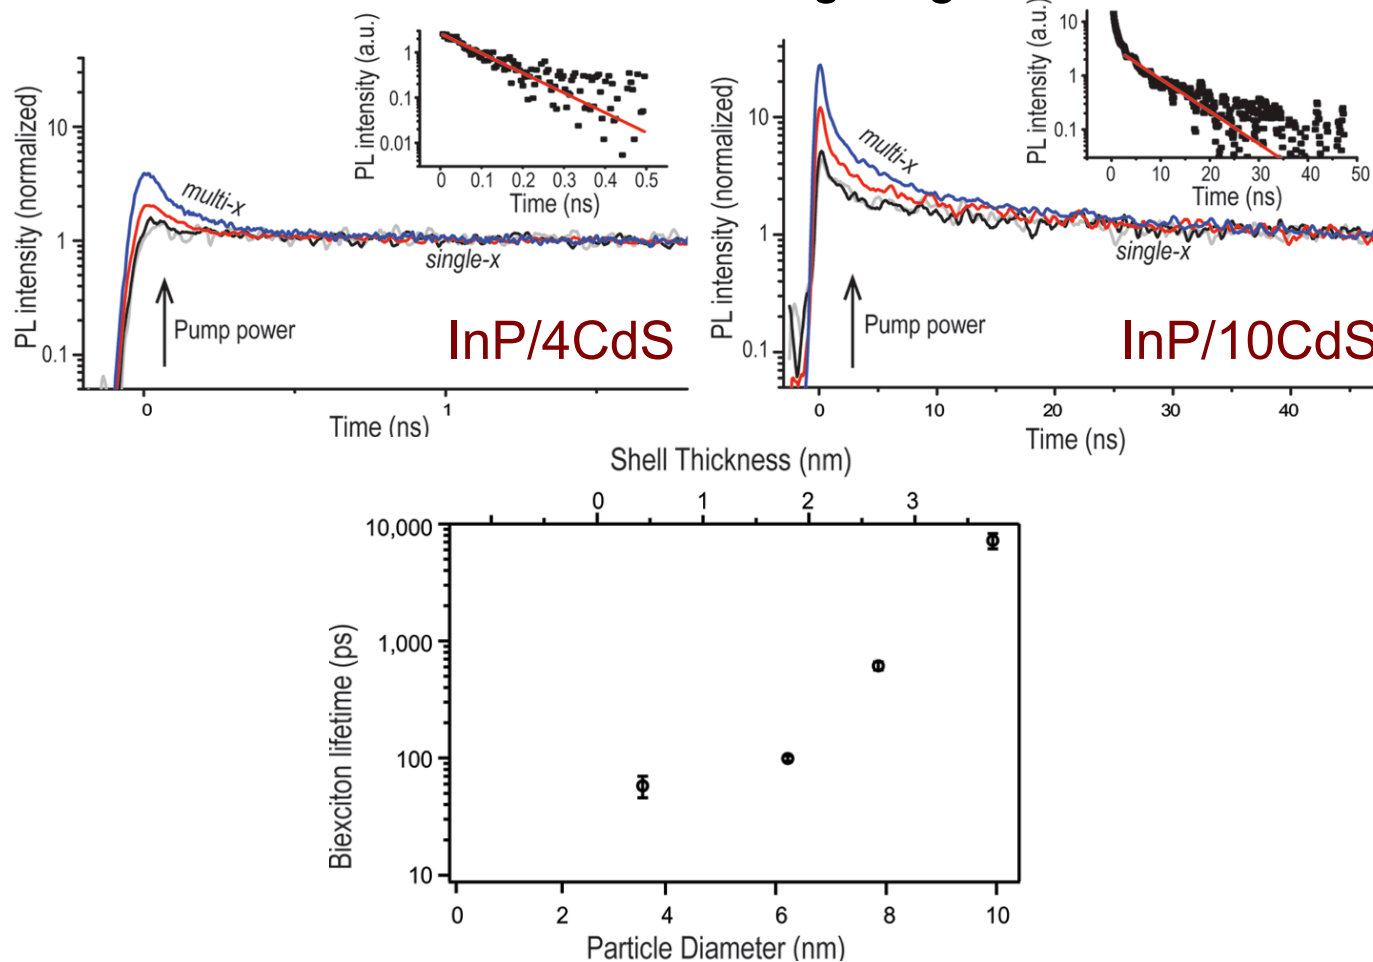 PL intensity (normalized)
10
1
0.1
0
1
Time (ns)
multi-x
single-x
Pump power
InP/4CdS
PL intensity (a.u.)
1
0.1
0.01
0
0.1
0.2
0.3
0.4
0.5
Time (ns)
PL intensity (normalized)
10
1
0.1
0
10
20
30
40
Time (ns)
multi-x
single-x
Pump power
InP/10CdS
PL intensity (a.u.)
10
1
0.1
0
10
20
30
40
50
Time (ns)
Shell Thickness (nm)
0
1
2
3
Biexciton lifetime (ps)
10,000
1,000
100
10
0
2
4
6
8
10
Particle Diameter (nm)